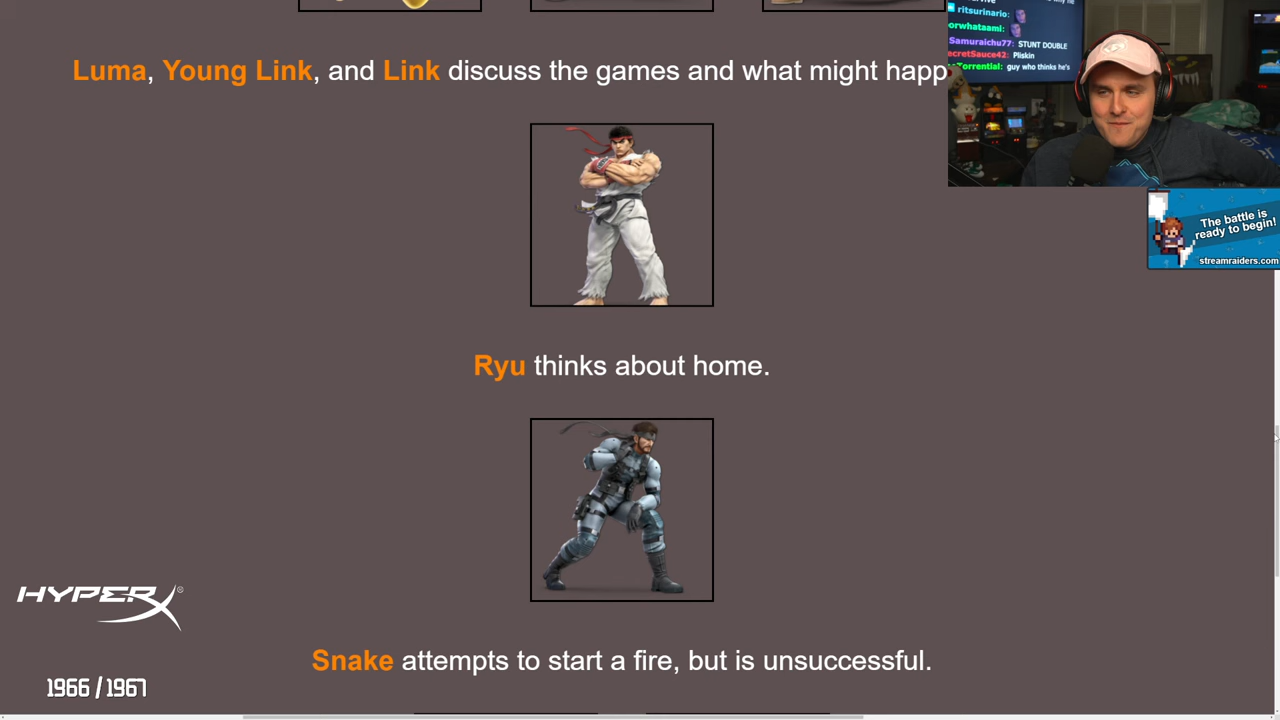 ritsurinario:
orwhataami:
Samuraichu77: STUNT DOUBLE
ecretSauce42: Pliskin
Torrential: guy who thinks he's
Luma, Young Link, and Link discuss the games and what might happ
The battle is
ready to begin!
streamraiders.com
Ryu thinks about home.
HYPERX®
Snake attempts to start a fire, but is unsuccessful.
1966 / 1967